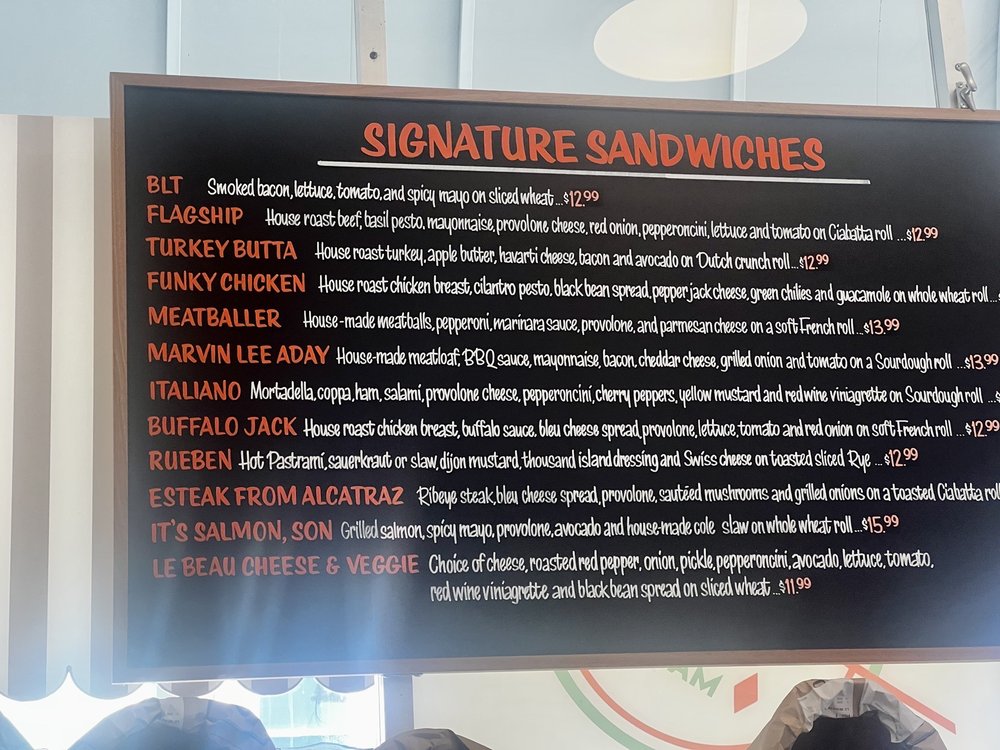 SIGNATURE SANDWICHES
BLT Smoked bacon, lettuce, tomato, and spicy mayo on sliced wheat ...$12.99
FLAGSHIP House roast beef, basil pesto, mayonnaise, provolone cheese, red onion, pepperoncini, lettuce and tomato on Ciabatta roll ...$12.99
TURKEY BUTTA House roast turkey, apple butter, havarti cheese, bacon and avocado on Dutch crunch roll...$12.99
FUNKY CHICKEN House roast chicken breast, cilantro pesto, black bean spread, pepper jack cheese, green chilies and guacamole on whole wheat roll...
MEATBALLER House-made meatballs, pepperoni, marinara sauce, provolone, and parmesan cheese on a soft French roll ...$13.99
MARVIN LEE ADAY House-made meatloaf, BBQ sauce, mayonnaise, bacon, cheddar cheese, grilled onion and tomato on a Sourdough roll ...$13.99
ITALIANO Mortadella, coppa, ham, salami, provolone cheese, pepperoncini, cherry peppers, yellow mustard and red wine viniagrette on Sourdough roll ...$
BUFFALO JACK House roast chicken breast, buffalo sauce, bleu cheese spread, provolone, lettuce, tomato and red onion on soft French roll ...$12.99
RUEBEN Hot Pastrami, sauerkraut or slaw, dijon mustard, thousand island dressing and Swiss cheese on toasted sliced Rye ...$12.99
ESTEAK FROM ALCATRAZ Ribeye steak, bleu cheese spread, provolone, sautéed mushrooms and grilled onions on a toasted Ciabatta roll
IT'S SALMON, SON Grilled salmon, spicy mayo, provolone, avocado and house-made cole slaw on whole wheat roll ...$15.99
LE BEAU CHEESE & VEGGIE Choice of cheese, roasted red pepper, onion, pickle, pepperoncini, avocado, lettuce, tomato,
red wine viniagrette and black bean spread on sliced wheat ...$11.99
AM